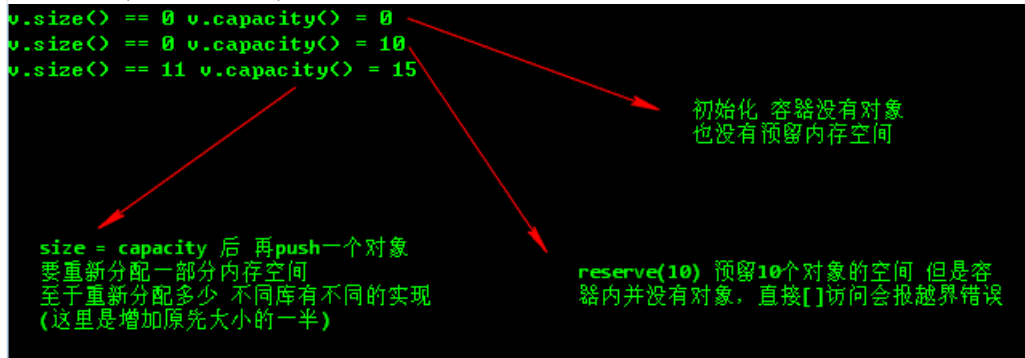 v.size() == 0 v.capacity() = 0
v.size() == 0 v.capacity() = 10
v.size() == 11 v.capacity() = 15
初始化 容器没有对象
也没有预留内存空间
size = capacity 后 再push一个对象
要重新分配一部分内存空间
至于重新分配多少 不同库有不同的实现
(这里是增加原先大小的一半)
reserve(10) 预留10个对象的空间 但是容
器内并没有对象，直接[]访问会报越界错误